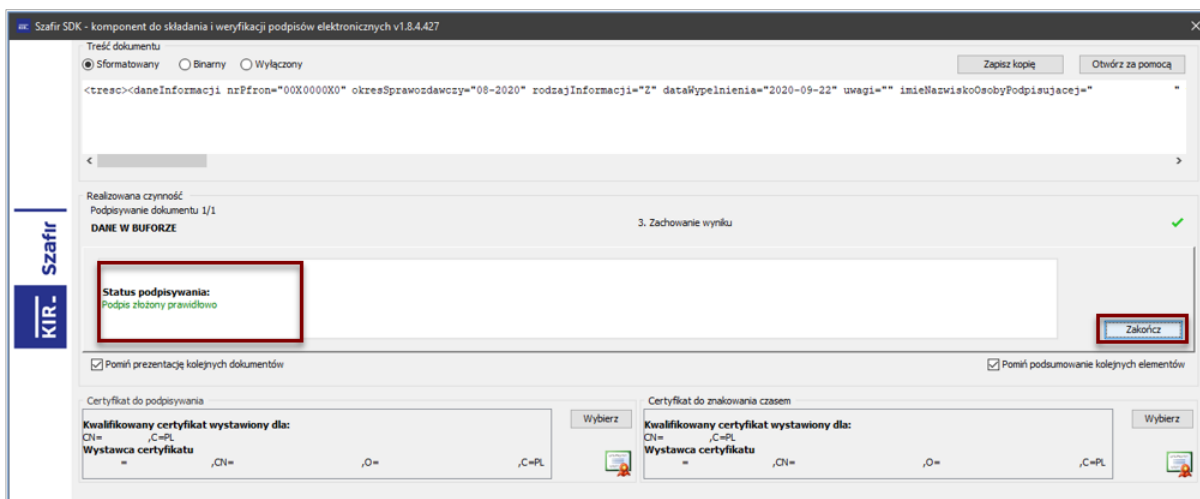 KIR Szafir SDK - komponent do składania i weryfikacji podpisów elektronicznych v1.8.4.427
Treść dokumentu
Sformatowany Binarny Wyłączony Zapisz kopię Otwórz za pomocą
<tresc><daneInformacji nrPfron="00X0000X0" okresSprawozdawczy="08-2020" rodzajInformacji="Z" dataWypelnienia="2020-09-22" uwagi="" imieNazwiskoOsobyPodpisujacej=" "
Realizowana czynność
Podpisywanie dokumentu 1/1
DANE W BUFORZE
3. Zachowanie wyniku
Szafir
KIR.
Status podpisywania:
Podpis złożony prawidłowo
Zakończ
Pomiń prezentację kolejnych dokumentów Pomiń podsumowanie kolejnych elementów
Certyfikat do podpisywania
Kwalifikowany certyfikat wystawiony dla:
CN= ,C=PL
Wystawca certyfikatu
= ,CN= ,O= ,C=PL
Wybierz
Certyfikat do znakowania czasem
Kwalifikowany certyfikat wystawiony dla:
CN= ,C=PL
Wystawca certyfikatu
= ,CN= ,O= ,C=PL
Wybierz